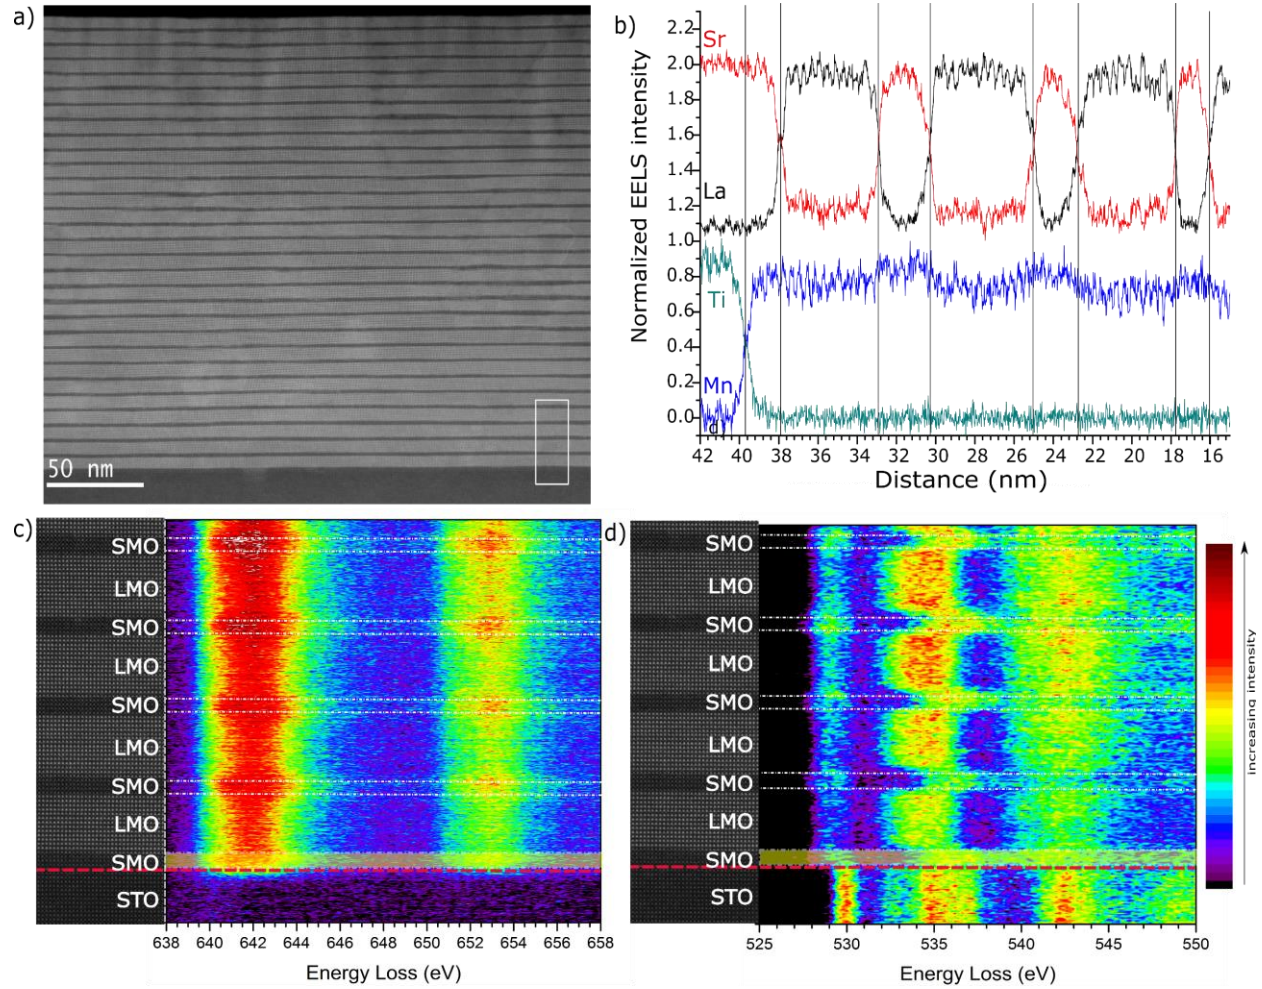 a)
50 nm
b)
Normalized EELS intensity
2.2
2.0
1.8
1.6
1.4
1.2
1.0
0.8
0.6
0.4
0.2
0.0
Sr
La
Ti
Mn
d
42 40 38 36 34 32 30 28 26 24 22 20 18 16
Distance (nm)
c)
SMO
LMO
SMO
LMO
SMO
LMO
SMO
LMO
SMO
STO
638 640 642 644 646 648 650 652 654 656 658
Energy Loss (eV)
d)
SMO
LMO
SMO
LMO
SMO
LMO
SMO
LMO
SMO
STO
525 530 535 540 545 550
Energy Loss (eV)
increasing intensity